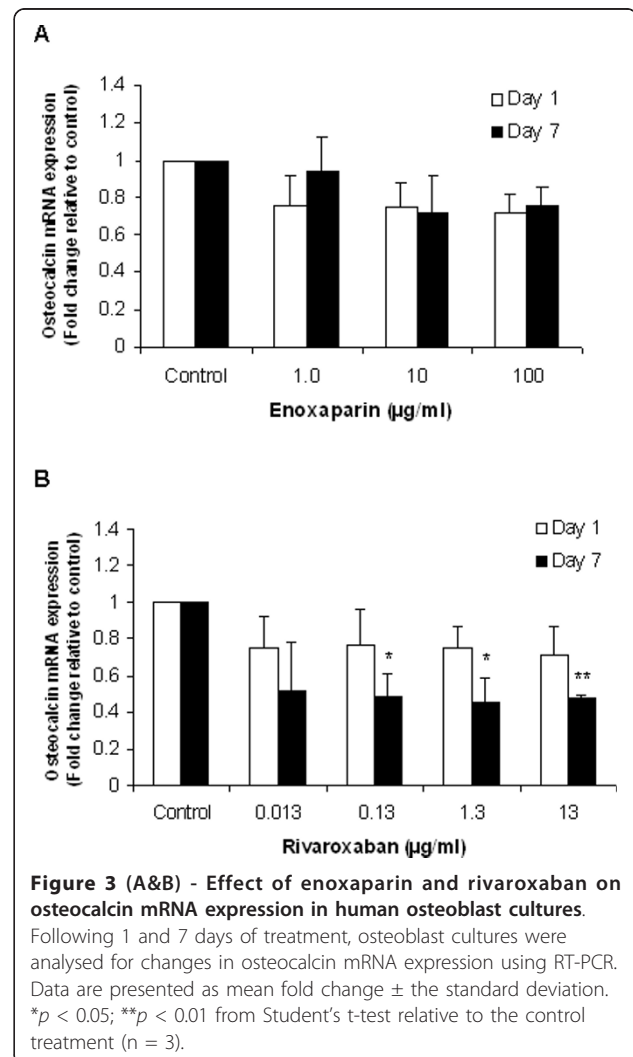 A
1.4
1.2
1
0.8
0.6
0.4
0.2
0
Osteocalcin mRNA expression
(Fold change relative to control)
Day 1
Day 7
Control 1.0 10 100
Enoxaparin (µg/ml)
B
1.4
1.2
1
0.8
0.6
0.4
0.2
0
Osteocalcin mRNA expression
(Fold change relative to control)
Day 1
Day 7
* * **
Control 0.013 0.13 1.3 13
Rivaroxaban (µg/ml)
Figure 3 (A&B) - Effect of enoxaparin and rivaroxaban on
osteocalcin mRNA expression in human osteoblast cultures.
Following 1 and 7 days of treatment, osteoblast cultures were
analysed for changes in osteocalcin mRNA expression using RT-PCR.
Data are presented as mean fold change ± the standard deviation.
*p < 0.05; **p < 0.01 from Student's t-test relative to the control
treatment (n = 3).